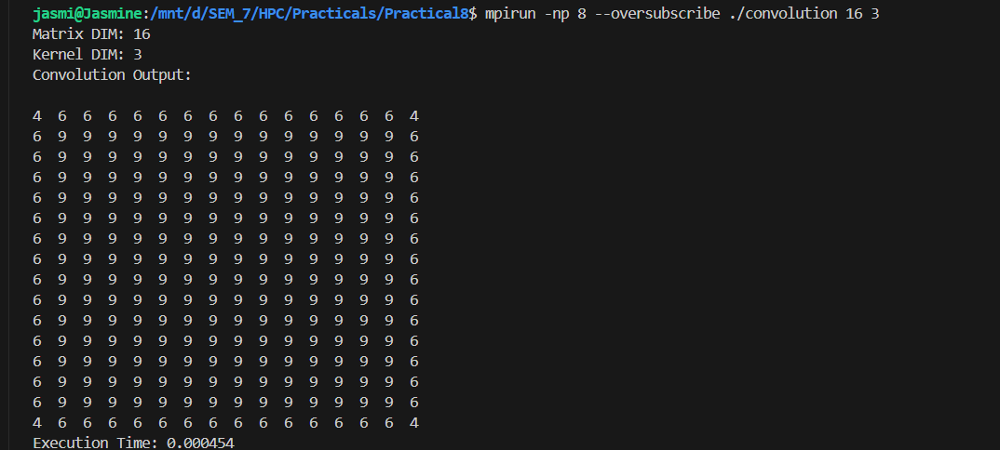 jasmi@Jasmine:/mnt/d/SEM_7/HPC/Practicals/Practical8$ mpirun -np 8 --oversubscribe ./convolution 16 3
Matrix DIM: 16
Kernel DIM: 3
Convolution Output:
4 6 6 6 6 6 6 6 6 6 6 6 6 6 6 4
6 9 9 9 9 9 9 9 9 9 9 9 9 9 9 6
6 9 9 9 9 9 9 9 9 9 9 9 9 9 9 6
6 9 9 9 9 9 9 9 9 9 9 9 9 9 9 6
6 9 9 9 9 9 9 9 9 9 9 9 9 9 9 6
6 9 9 9 9 9 9 9 9 9 9 9 9 9 9 6
6 9 9 9 9 9 9 9 9 9 9 9 9 9 9 6
6 9 9 9 9 9 9 9 9 9 9 9 9 9 9 6
6 9 9 9 9 9 9 9 9 9 9 9 9 9 9 6
6 9 9 9 9 9 9 9 9 9 9 9 9 9 9 6
6 9 9 9 9 9 9 9 9 9 9 9 9 9 9 6
6 9 9 9 9 9 9 9 9 9 9 9 9 9 9 6
6 9 9 9 9 9 9 9 9 9 9 9 9 9 9 6
6 9 9 9 9 9 9 9 9 9 9 9 9 9 9 6
6 9 9 9 9 9 9 9 9 9 9 9 9 9 9 6
4 6 6 6 6 6 6 6 6 6 6 6 6 6 6 4
Execution Time: 0.000454